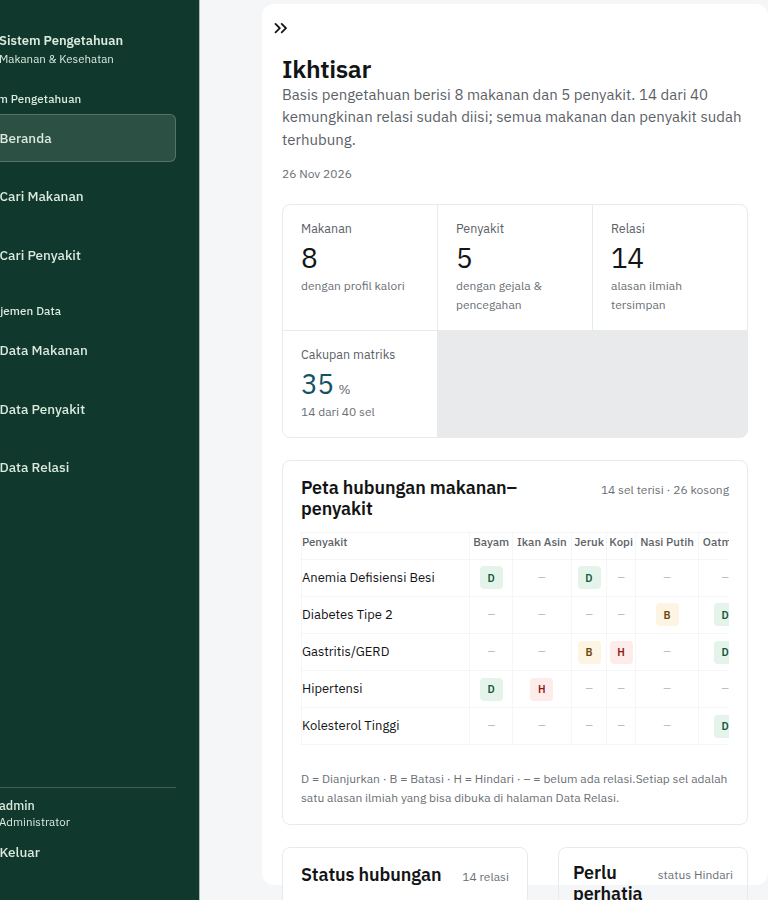 Sistem Pengetahuan
Makanan & Kesehatan
m Pengetahuan
Beranda
Cari Makanan
Cari Penyakit
jemen Data
Data Makanan
Data Penyakit
Data Relasi
admin
Administrator
Keluar
Ikhtisar
Basis pengetahuan berisi 8 makanan dan 5 penyakit. 14 dari 40
kemungkinan relasi sudah diisi; semua makanan dan penyakit sudah
terhubung.
26 Nov 2026
Makanan
8
dengan profil kalori
Penyakit
5
dengan gejala &
pencegahan
Relasi
14
alasan ilmiah
tersimpan
Cakupan matriks
35 %
14 dari 40 sel
Peta hubungan makanan–
penyakit
14 sel terisi · 26 kosong
Penyakit Bayam Ikan Asin Jeruk Kopi Nasi Putih Oatm
Anemia Defisiensi Besi D – D – – –
Diabetes Tipe 2 – – – – B D
Gastritis/GERD – – B H – D
Hipertensi D H – – – –
Kolesterol Tinggi – – – – – D
D = Dianjurkan · B = Batasi · H = Hindari · – = belum ada relasi.Setiap sel adalah
satu alasan ilmiah yang bisa dibuka di halaman Data Relasi.
Status hubungan
14 relasi
Perlu
perhatia
status Hindari